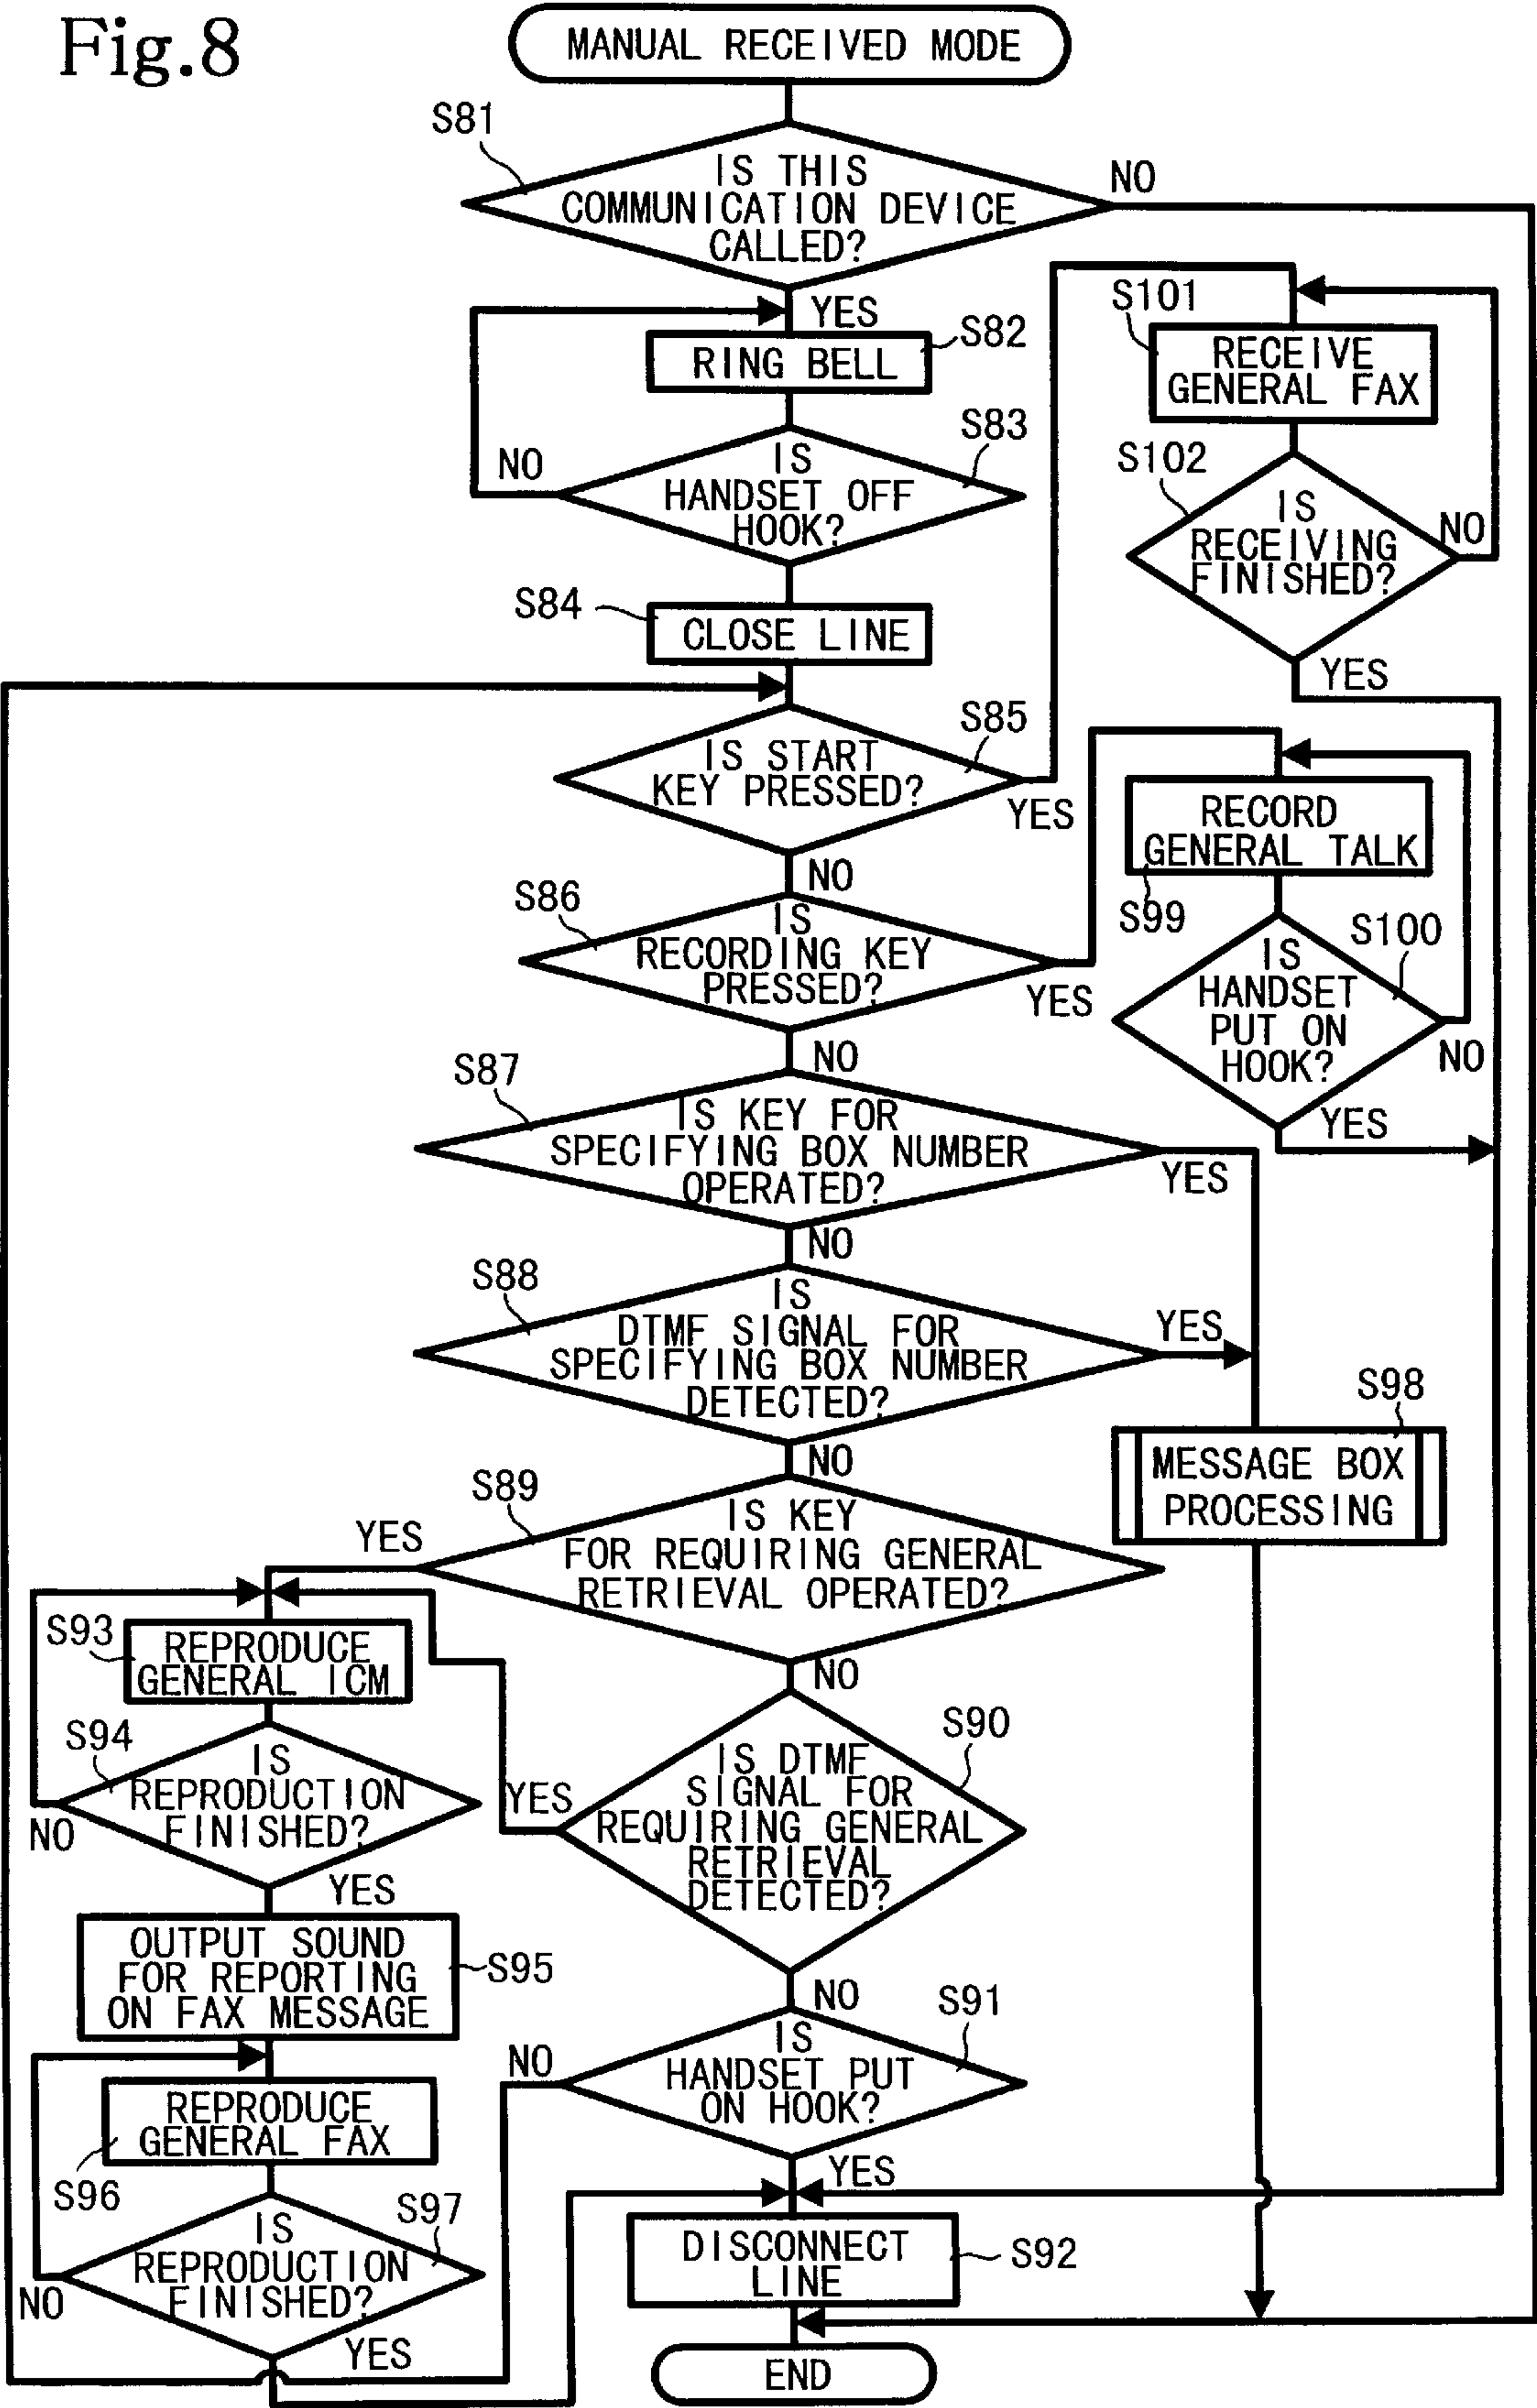 Fig.8
MANUAL RECEIVED MODE
S81
IS THIS
COMMUNICATION DEVICE
CALLED?
NO
YES
S82
RING BELL
S83
IS
HANDSET OFF
HOOK?
NO
S84
CLOSE LINE
S85
IS START
KEY PRESSED?
YES
NO
S86
IS
RECORDING KEY
PRESSED?
YES
NO
S87
IS KEY FOR
SPECIFYING BOX NUMBER
OPERATED?
YES
NO
S88
IS
DTMF SIGNAL FOR
SPECIFYING BOX NUMBER
DETECTED?
YES
NO
S89
IS KEY
FOR REQUIRING GENERAL
RETRIEVAL OPERATED?
YES
NO
S90
IS DTMF
SIGNAL FOR
REQUIRING GENERAL
RETRIEVAL
DETECTED?
YES
NO
S91
IS
HANDSET PUT
ON HOOK?
NO
YES
DISCONNECT
LINE
S92
END
S93
REPRODUCE
GENERAL ICM
S94
IS
REPRODUCTION
FINISHED?
NO
YES
OUTPUT SOUND
FOR REPORTING
ON FAX MESSAGE
S95
REPRODUCE
GENERAL FAX
S96
S97
IS
REPRODUCTION
FINISHED?
NO
YES
S98
MESSAGE BOX
PROCESSING
RECORD
GENERAL TALK
S99
S100
IS
HANDSET
PUT ON
HOOK?
NO
YES
S101
RECEIVE
GENERAL FAX
S102
IS
RECEIVING
FINISHED?
NO
YES